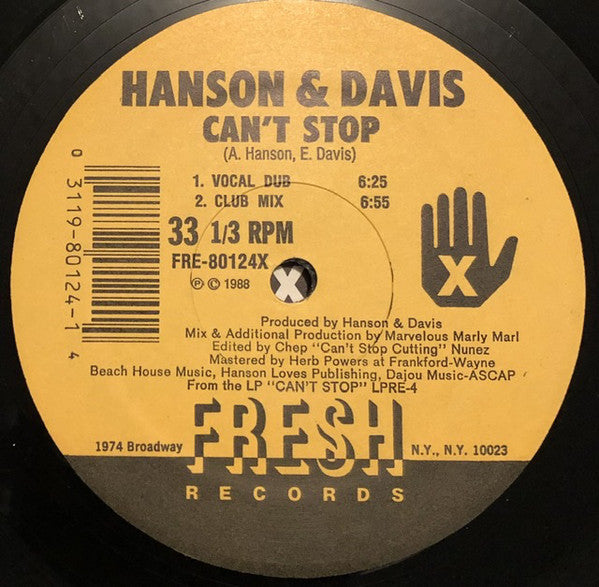 HANSON & DAVIS
CAN'T STOP
(A. Hanson, E. Davis)
1. VOCAL DUB 6:25
2. CLUB MIX 6:55
33 1/3 RPM
FRE-80124X
Ⓟ © 1988
X
X
0 3119-80124-1 4
Produced by Hanson & Davis
Mix & Additional Production by Marvelous Marly Marl
Edited by Chep "Can't Stop Cutting" Nunez
Mastered by Herb Powers at Frankford-Wayne
Beach House Music, Hanson Loves Publishing, Dajou Music-ASCAP
From the LP "CAN'T STOP" LPRE-4
1974 Broadway
FRESH
N.Y., N.Y. 10023
RECORDS